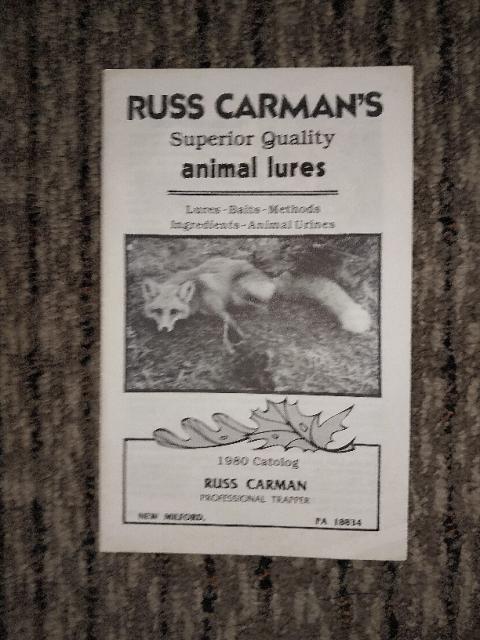 RUSS CARMAN'S
Superior Quality
animal lures
Lures - Baits - Methods
Ingredients - Animal Urines
1980 Catolog
RUSS CARMAN
PROFESSIONAL TRAPPER
NEW MILFORD, PA 18834